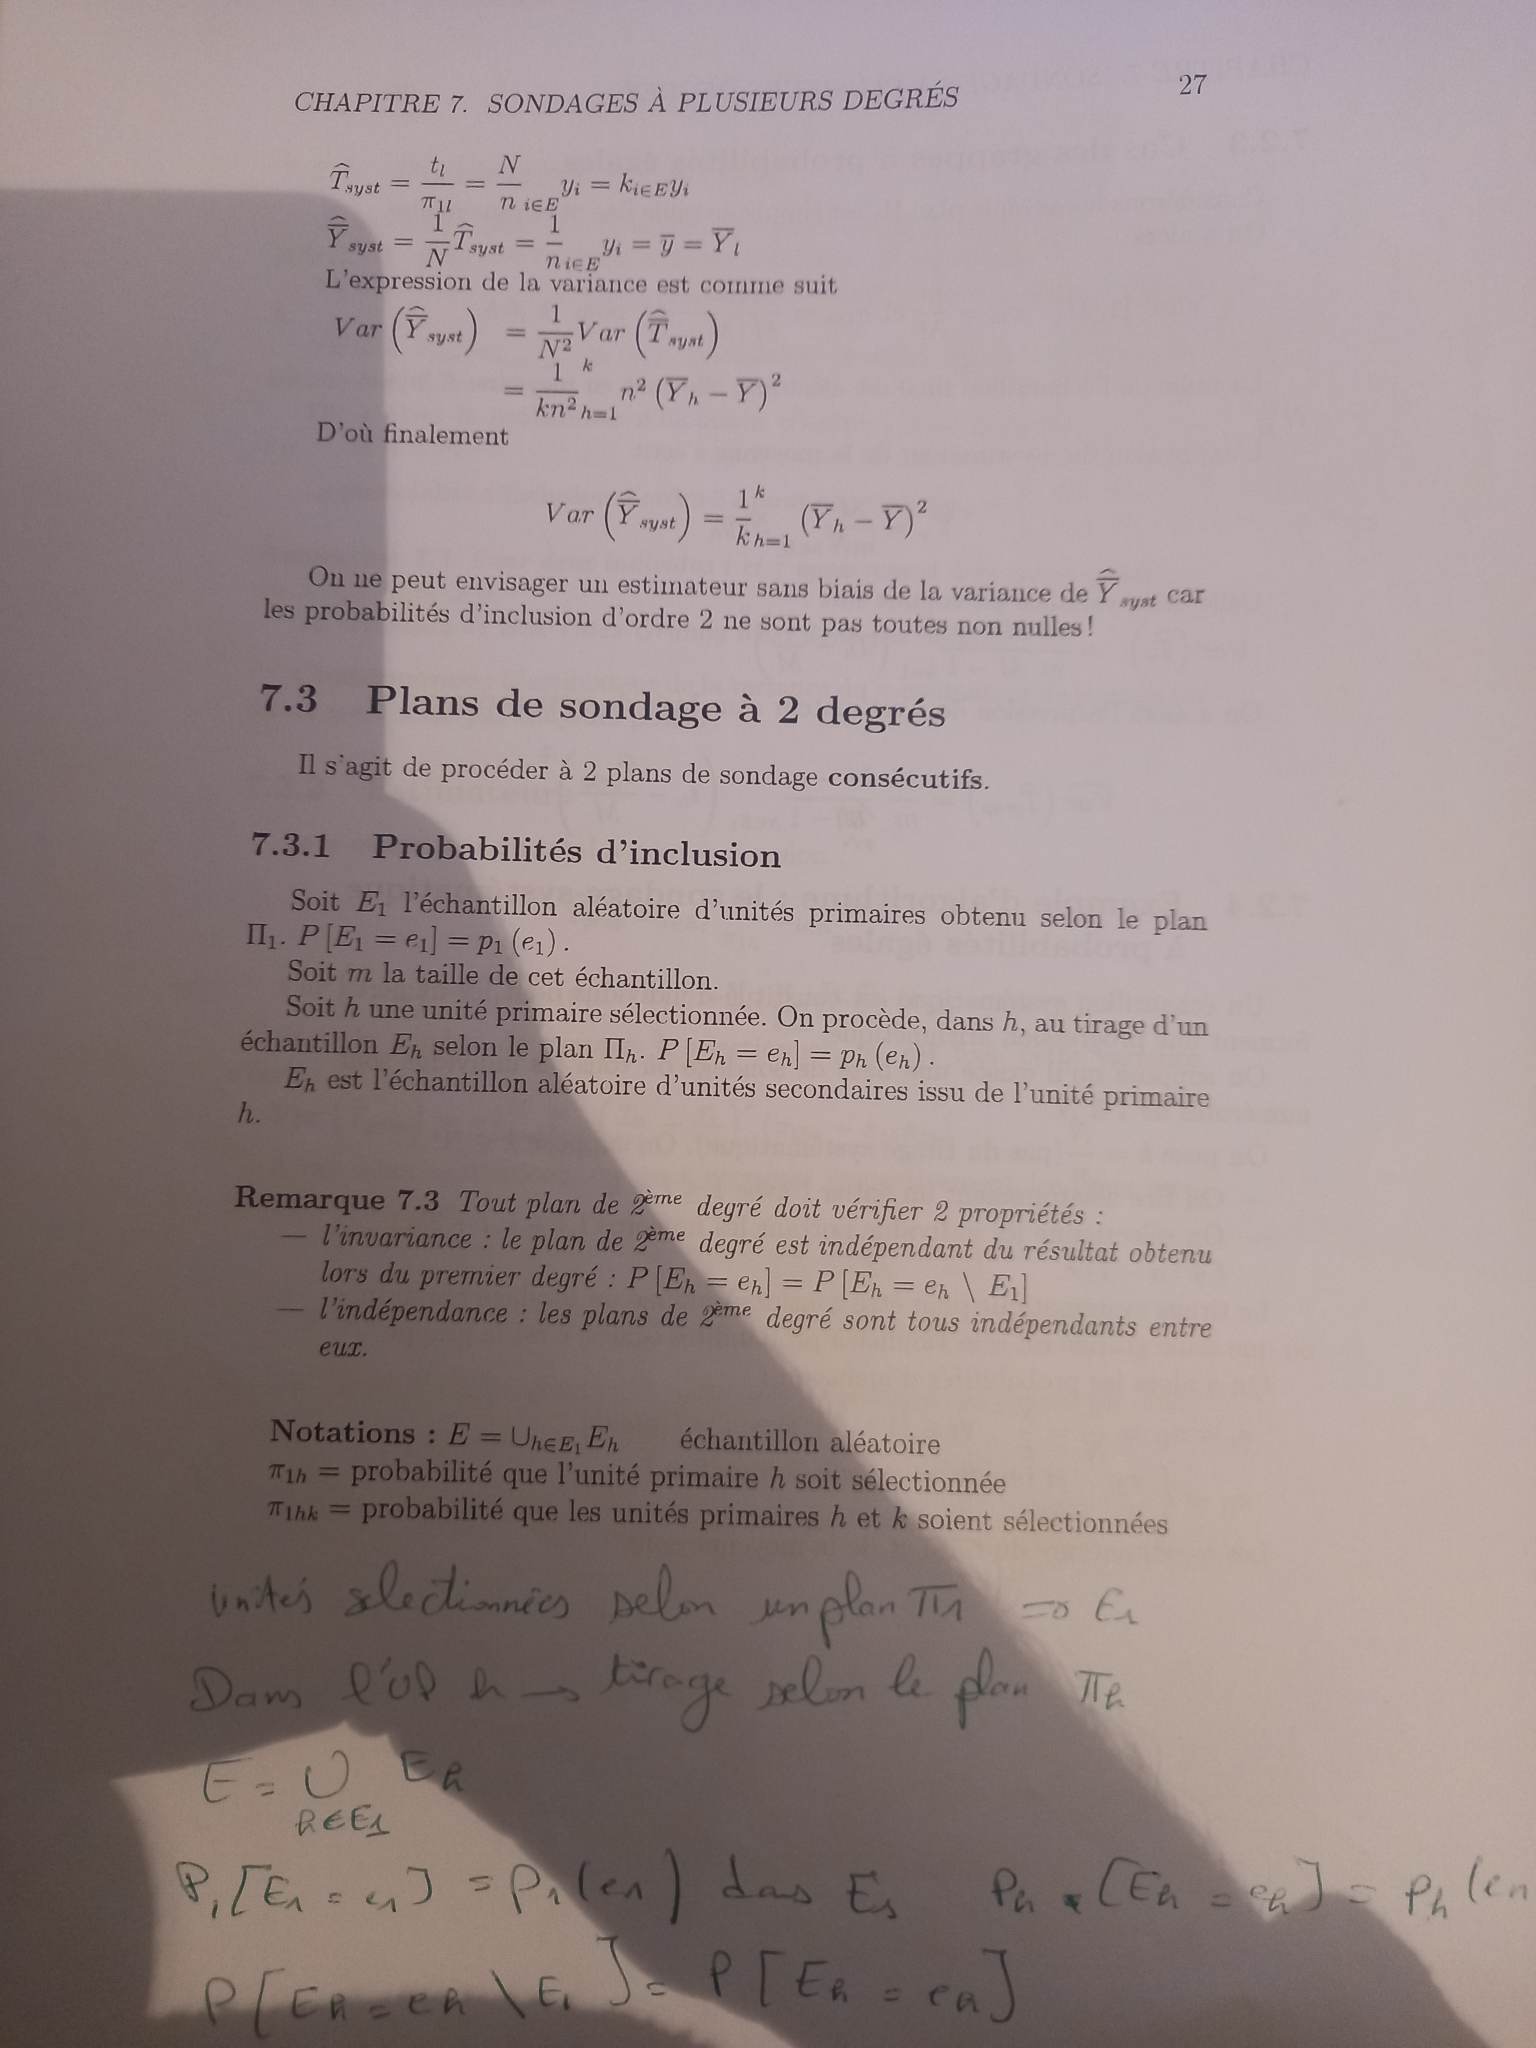 CHAPITRE 7. SONDAGES À PLUSIEURS DEGRÉS 27
$\widehat{T}_{syst} = \frac{t_l}{\pi_{1l}} = \frac{N}{n}_{i \in E} y_i = k_{i \in E} y_i$
$\widehat{\overline{Y}}_{syst} = \frac{1}{N} \widehat{T}_{syst} = \frac{1}{n}_{i \in E} y_i = \overline{y} = \overline{Y}_l$
L'expression de la variance est comme suit
$Var\left(\widehat{\overline{Y}}_{syst}\right) = \frac{1}{N^2} Var\left(\widehat{\overline{T}}_{syst}\right)$
$= \frac{1}{kn^2}{}_{h=1}^{k} n^2 \left(\overline{Y}_h - \overline{Y}\right)^2$
D'où finalement
$Var\left(\widehat{\overline{Y}}_{syst}\right) = \frac{1}{k}{}_{h=1}^{k} \left(\overline{Y}_h - \overline{Y}\right)^2$
On ne peut envisager un estimateur sans biais de la variance de $\widehat{\overline{Y}}_{syst}$ car
les probabilités d'inclusion d'ordre 2 ne sont pas toutes non nulles !
7.3 Plans de sondage à 2 degrés
Il s'agit de procéder à 2 plans de sondage consécutifs.
7.3.1 Probabilités d'inclusion
Soit $E_1$ l'échantillon aléatoire d'unités primaires obtenu selon le plan
$\Pi_1$. $P[E_1 = e_1] = p_1(e_1)$.
Soit $m$ la taille de cet échantillon.
Soit $h$ une unité primaire sélectionnée. On procède, dans $h$, au tirage d'un
échantillon $E_h$ selon le plan $\Pi_h$. $P[E_h = e_h] = p_h(e_h)$.
$E_h$ est l'échantillon aléatoire d'unités secondaires issu de l'unité primaire
$h$.
Remarque 7.3 Tout plan de 2ème degré doit vérifier 2 propriétés :
— l'invariance : le plan de 2ème degré est indépendant du résultat obtenu
lors du premier degré : $P[E_h = e_h] = P[E_h = e_h \setminus E_1]$
— l'indépendance : les plans de 2ème degré sont tous indépendants entre
eux.
Notations : $E = \cup_{h \in E_1} E_h$ échantillon aléatoire
$\pi_{1h}$ = probabilité que l'unité primaire $h$ soit sélectionnée
$\pi_{1hk}$ = probabilité que les unités primaires $h$ et $k$ soient sélectionnées
unités selectionnées selon un plan $\Pi_1$ ⇒ $E_1$
Dans l'UP h → tirage selon le plan $\Pi_h$
$E = \bigcup_{h \in E_1} E_h$
$P_1[E_1 = e_1] = p_1(e_1)$ das $E_1$ $P_h[E_h = e_h] = p_h(e_h$
$P[E_h = e_h \setminus E_1] = P[E_h = e_h]$